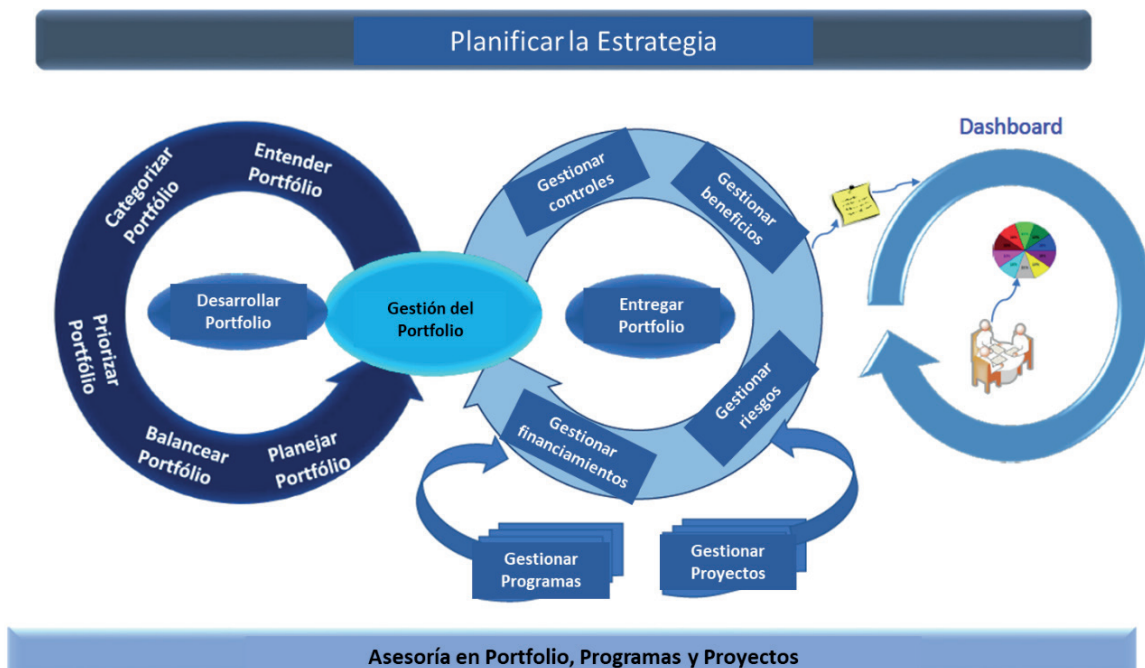 Planificar la Estrategia
Dashboard
Entender
Portfólio
Categorizar
Portfólio
Priorizar
Portfólio
Balancear
Portfólio
Planejar
Portfólio
Desarrollar
Portfolio
Gestión del
Portfolio
Gestionar
controles
Gestionar
beneficios
Entregar
Portfolio
Gestionar
riesgos
Gestionar
financiamientos
Gestionar
Programas
Gestionar
Proyectos
Asesoría en Portfolio, Programas y Proyectos